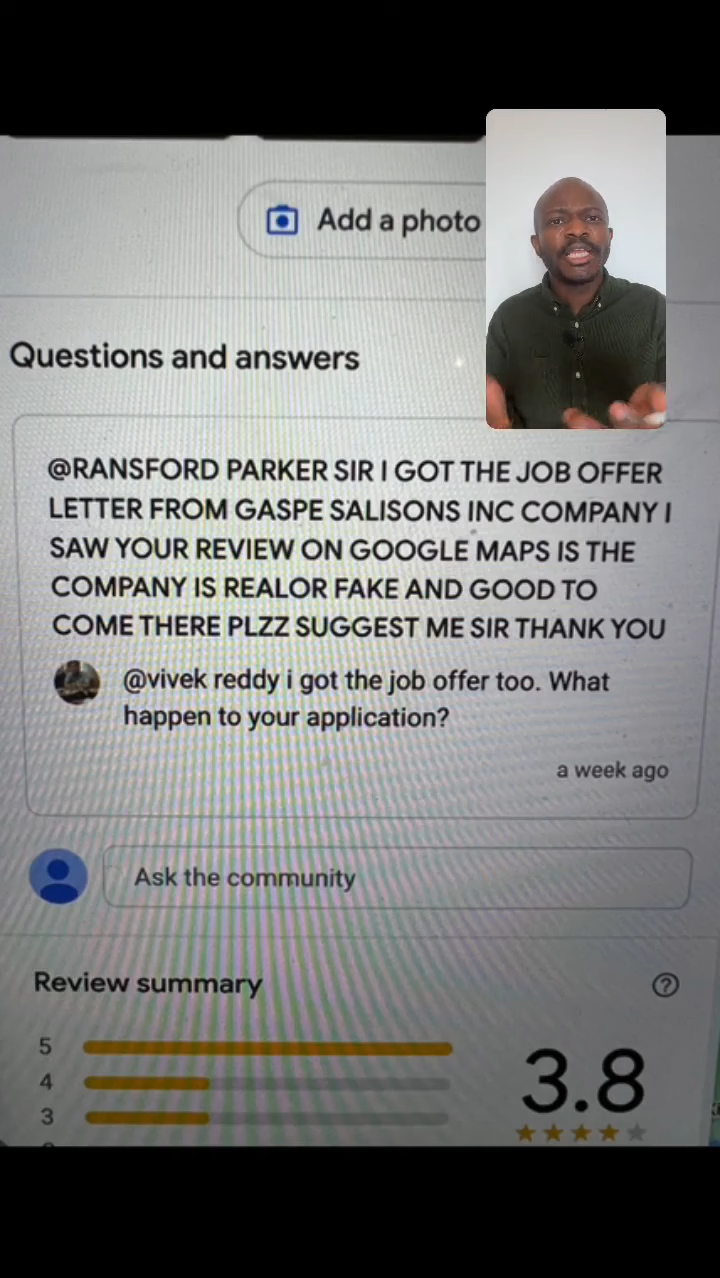 Add a photo
Questions and answers
@RANSFORD PARKER SIR I GOT THE JOB OFFER
LETTER FROM GASPE SALISONS INC COMPANY I
SAW YOUR REVIEW ON GOOGLE MAPS IS THE
COMPANY IS REALOR FAKE AND GOOD TO
COME THERE PLZZ SUGGEST ME SIR THANK YOU
@vivek reddy i got the job offer too. What
happen to your application?
a week ago
Ask the community
Review summary
5
4
3
3.8